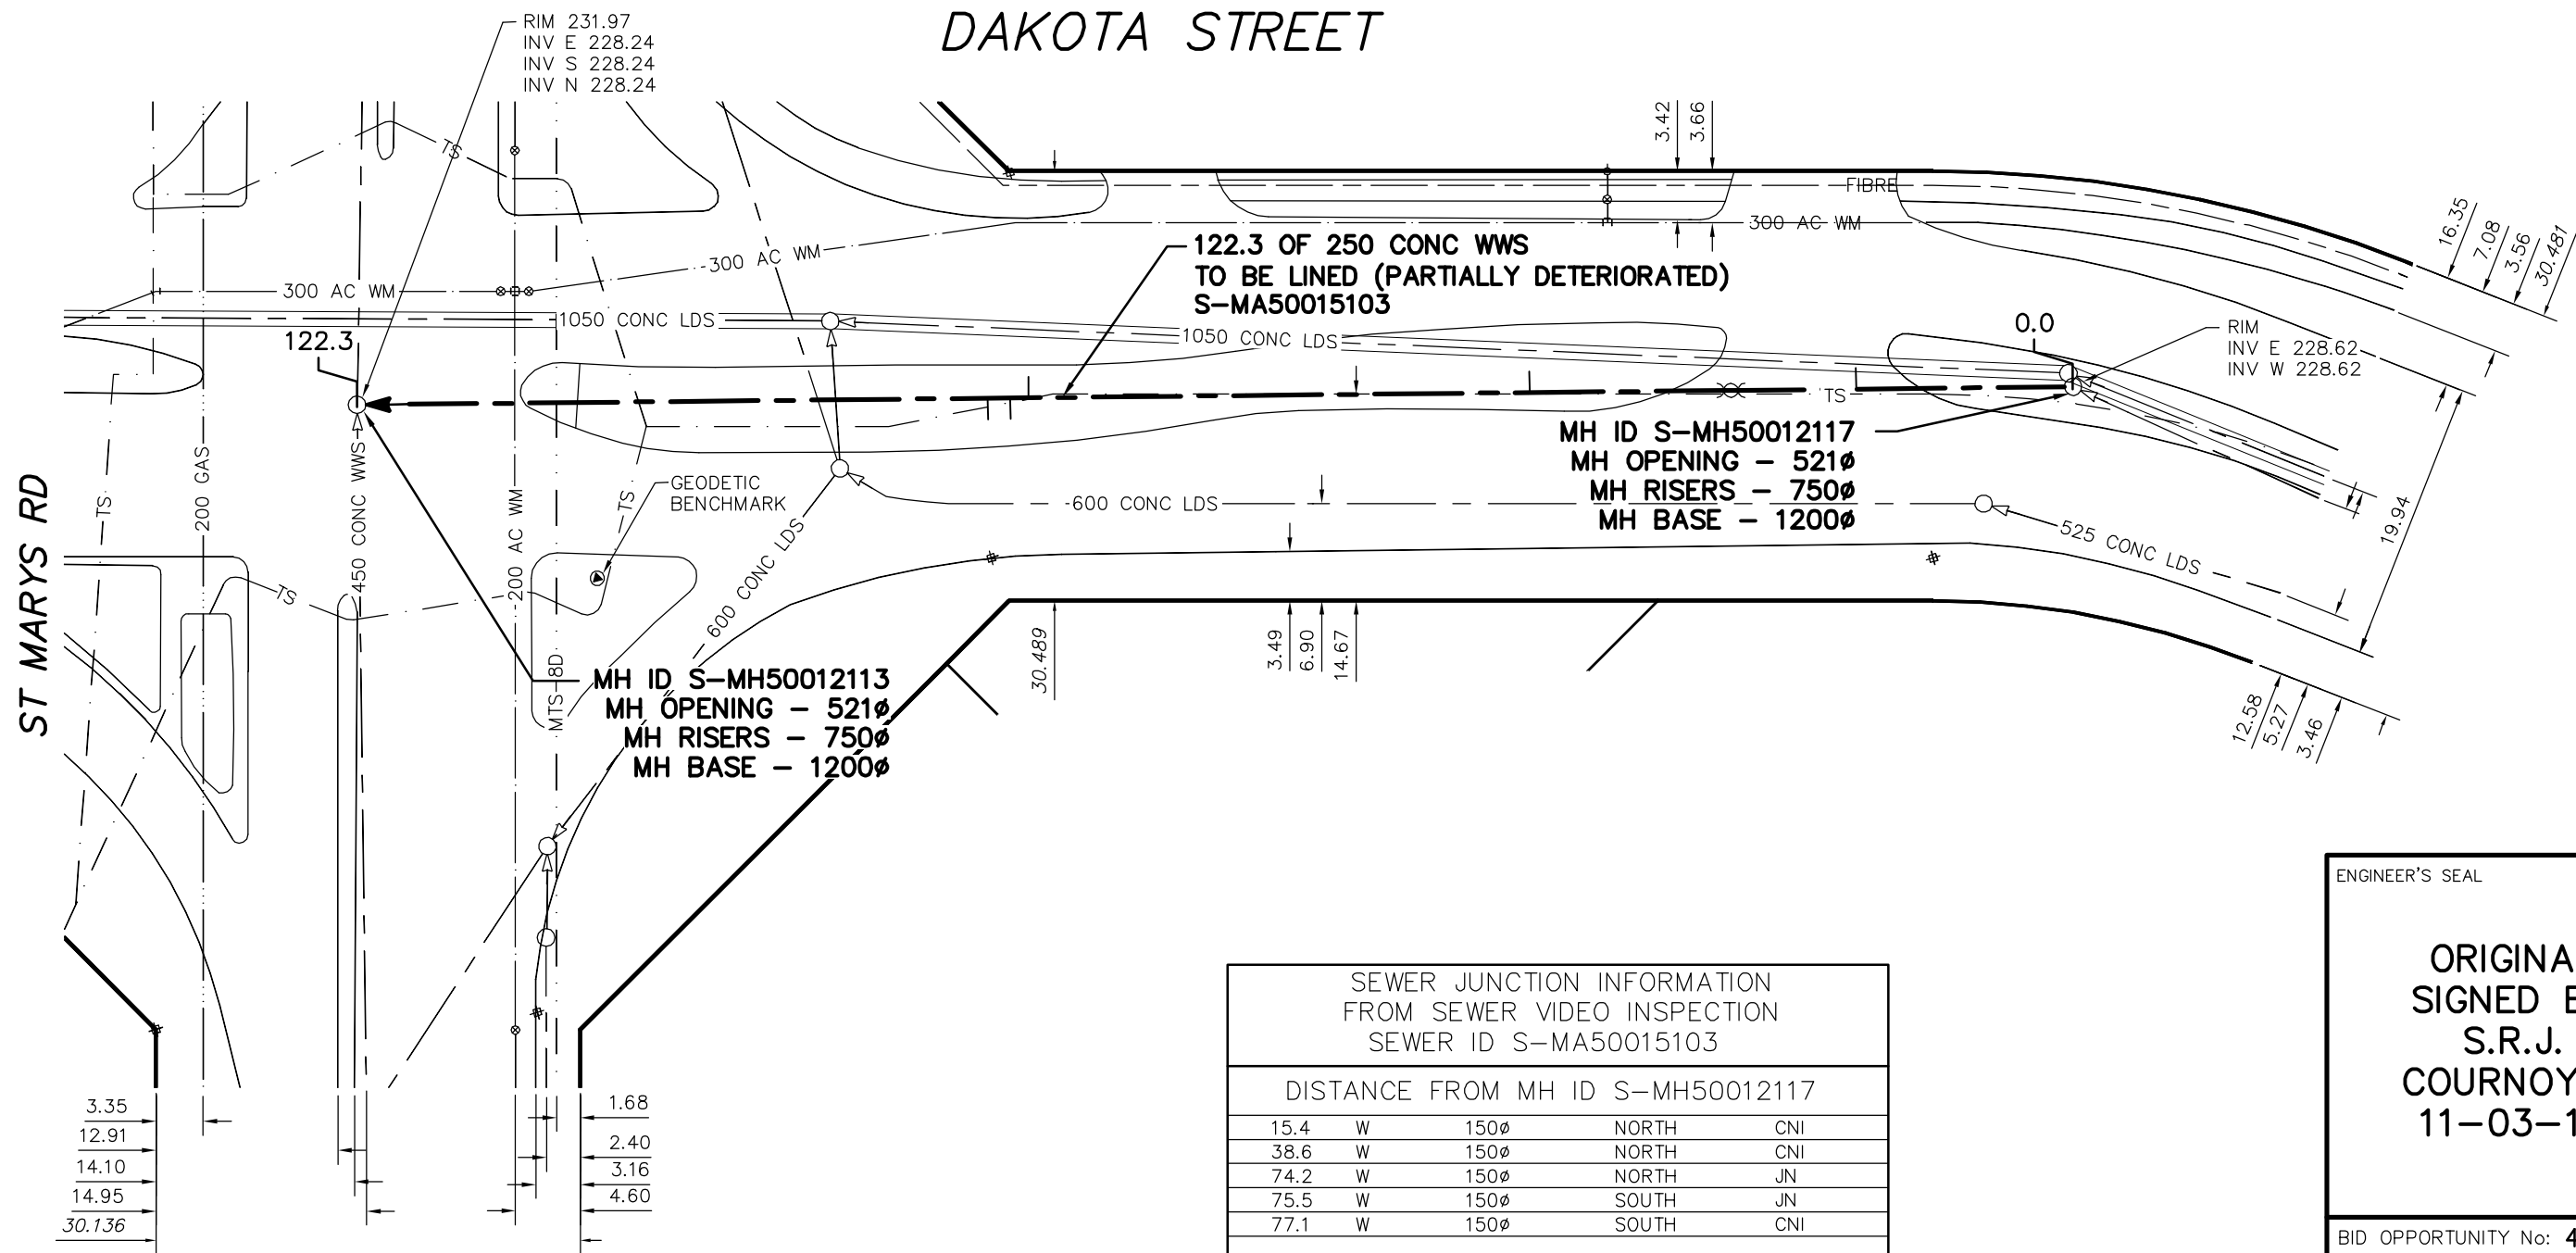 DAKOTA STREET
RIM 231.97
INV E 228.24
INV S 228.24
INV N 228.24
3.42
3.66
TS
FIBRE
300 AC WM
300 AC WM
300 AC WM
16.35
7.08
3.56
30.481
122.3 OF 250 CONC WWS
TO BE LINED (PARTIALLY DETERIORATED)
S-MA50015103
1050 CONC LDS
1050 CONC LDS
122.3
0.0
RIM
INV E 228.62
INV W 228.62
TS
MH ID S-MH50012117
MH OPENING - 521ø
MH RISERS - 750ø
MH BASE - 1200ø
ST MARYS RD
TS
200 GAS
450 CONC WWS
200 AC WM
TS
GEODETIC
BENCHMARK
600 CONC LDS
600 CONC LDS
525 CONC LDS
19.94
TS
MTS 8D
MH ID S-MH50012113
MH OPENING - 521ø
MH RISERS - 750ø
MH BASE - 1200ø
30.489
3.49
6.90
14.67
12.58
5.27
3.46
3.35
12.91
14.10
14.95
30.136
1.68
2.40
3.16
4.60
SEWER JUNCTION INFORMATION
FROM SEWER VIDEO INSPECTION
SEWER ID S-MA50015103
DISTANCE FROM MH ID S-MH50012117
15.4 W 150ø NORTH CNI
38.6 W 150ø NORTH CNI
74.2 W 150ø NORTH JN
75.5 W 150ø SOUTH JN
77.1 W 150ø SOUTH CNI
ENGINEER'S SEAL
ORIGINA
SIGNED
S.R.J.
COURNOY
11-03-1
BID OPPORTUNITY No: 4